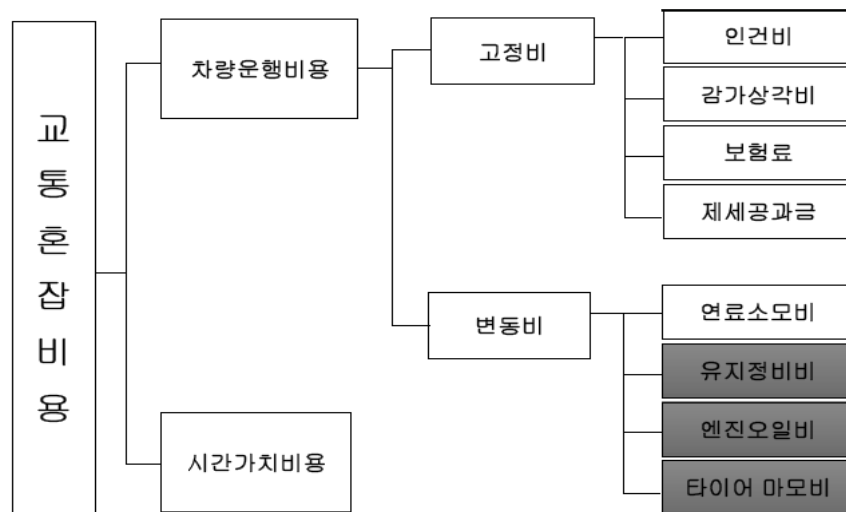 교통혼잡비용
차량운행비용
고정비
인건비
감가상각비
보험료
제세공과금
변동비
연료소모비
유지정비비
엔진오일비
타이어 마모비
시간가치비용